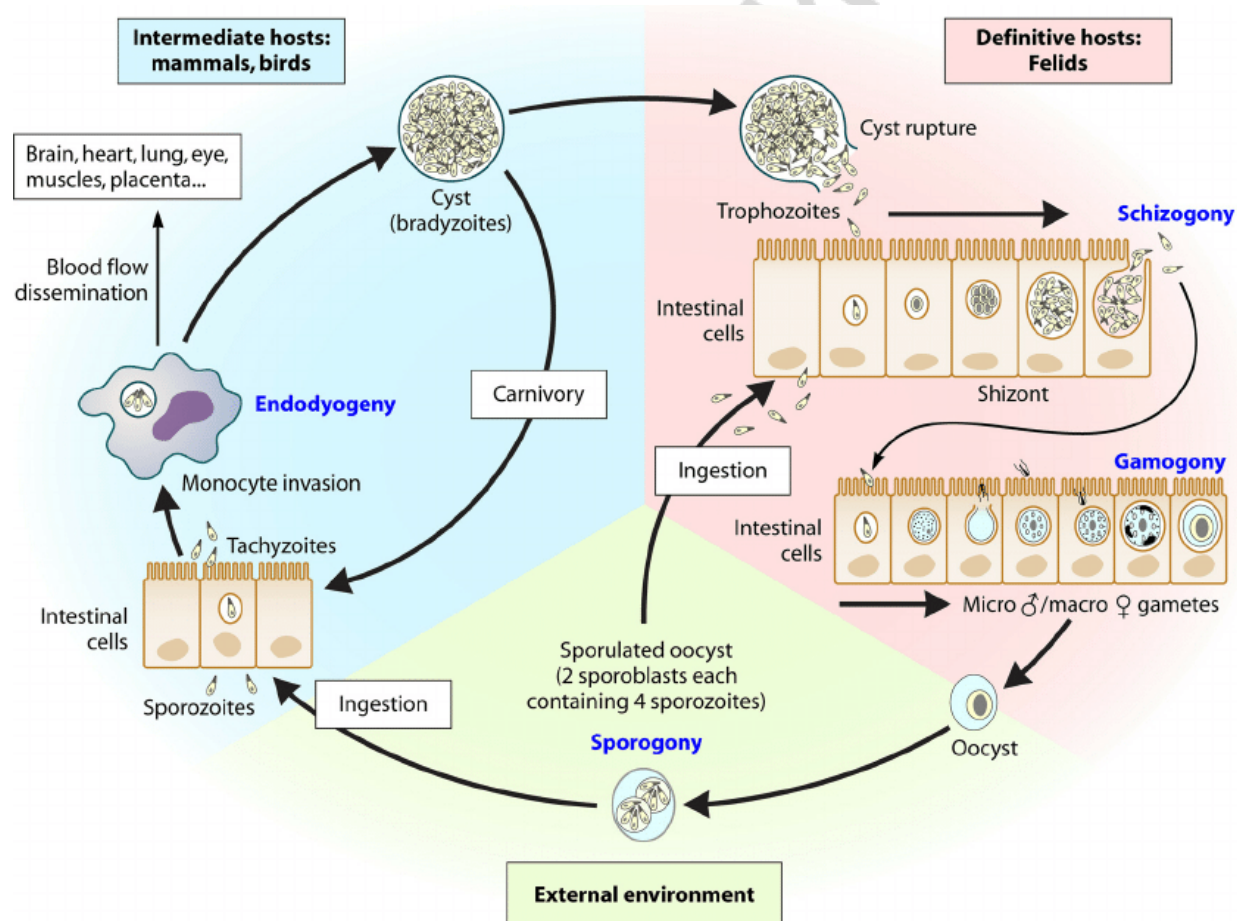 Intermediate hosts:
mammals, birds
Definitive hosts:
Felids
Brain, heart, lung, eye,
muscles, placenta...
Cyst
(bradyzoites)
Cyst rupture
Trophozoites
Schizogony
Blood flow
dissemination
Intestinal
cells
Endodyogeny
Carnivory
Shizont
Monocyte invasion
Ingestion
Gamogony
Tachyzoites
Intestinal
cells
Intestinal
cells
Micro ♂/macro ♀ gametes
Sporulated oocyst
(2 sporoblasts each
containing 4 sporozoites)
Sporozoites
Ingestion
Sporogony
Oocyst
External environment